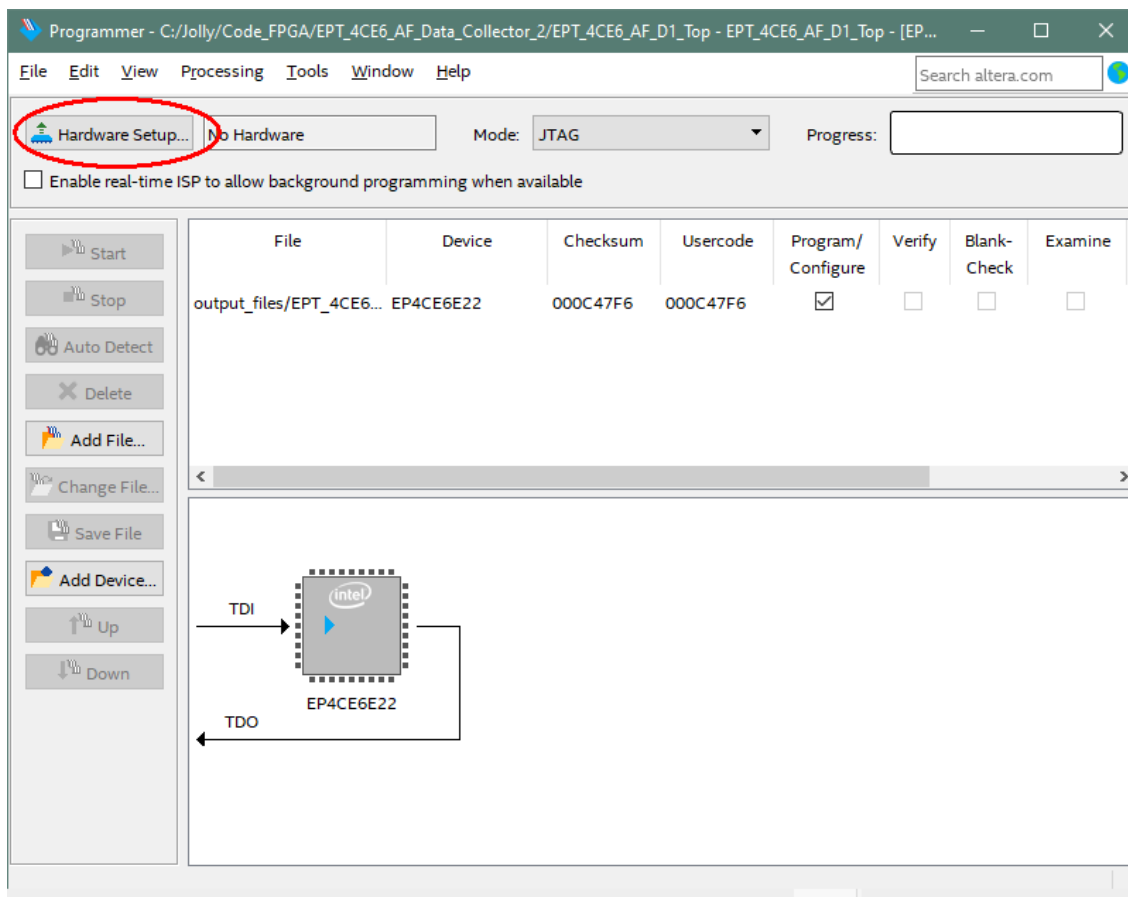 Programmer - C:/Jolly/Code_FPGA/EPT_4CE6_AF_Data_Collector_2/EPT_4CE6_AF_D1_Top - EPT_4CE6_AF_D1_Top - [EP...
File Edit View Processing Tools Window Help Search altera.com
Hardware Setup... No Hardware Mode: JTAG Progress:
Enable real-time ISP to allow background programming when available
Start
Stop
Auto Detect
Delete
Add File...
Change File...
Save File
Add Device...
Up
Down
File Device Checksum Usercode Program/ Verify Blank- Examine
Configure Check
output_files/EPT_4CE6... EP4CE6E22 000C47F6 000C47F6
intel
TDI
EP4CE6E22
TDO